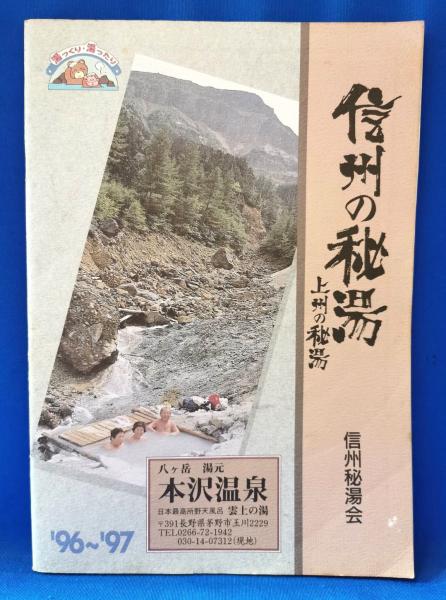 湯っくり・湯ったり
信州の秘湯
上州の秘湯
信州秘湯会
八ヶ岳 湯元
本沢温泉
日本最高所野天風呂 雲上の湯
〒391長野県茅野市玉川2229
TEL0266-72-1942
030-14-07312(現地)
'96~'97